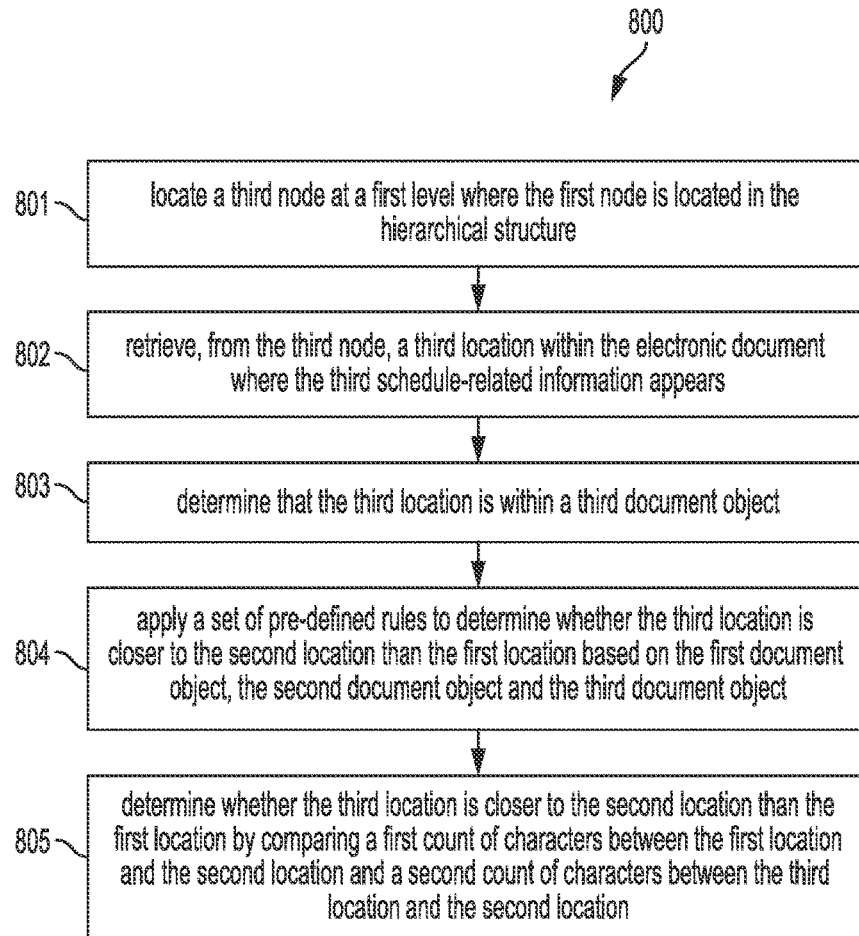 800
801
locate a third node at a first level where the first node is located in the
hierarchical structure
802
retrieve, from the third node, a third location within the electronic document
where the third schedule-related information appears
803
determine that the third location is within a third document object
804
apply a set of pre-defined rules to determine whether the third location is
closer to the second location than the first location based on the first document
object, the second document object and the third document object
805
determine whether the third location is closer to the second location than the
first location by comparing a first count of characters between the first location
and the second location and a second count of characters between the third
location and the second location